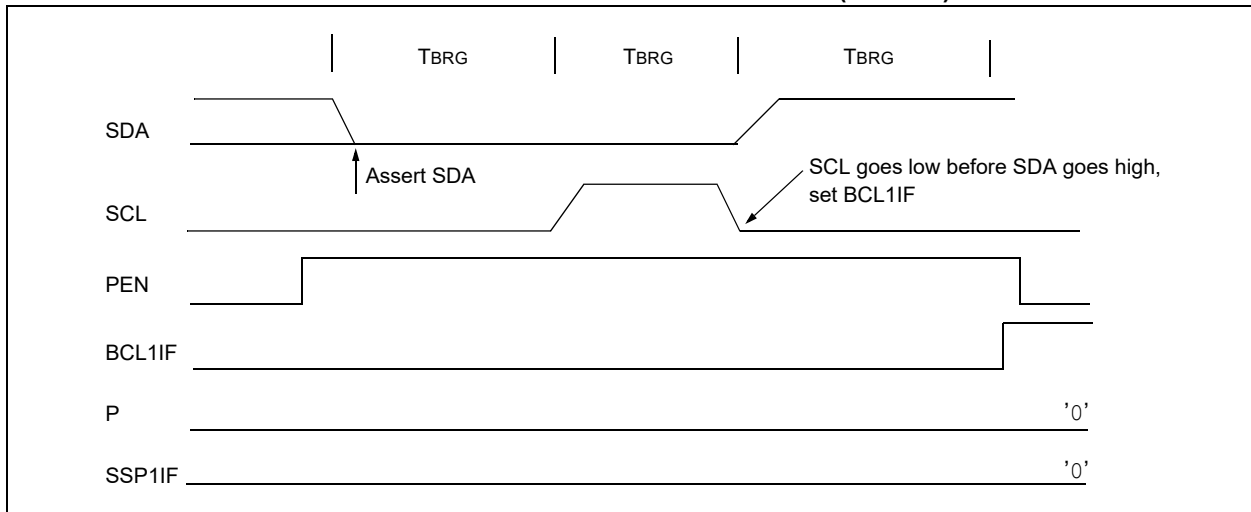 TBRG TBRG TBRG
SDA
Assert SDA
SCL goes low before SDA goes high,
set BCL1IF
SCL
PEN
BCL1IF
P '0'
SSP1IF '0'